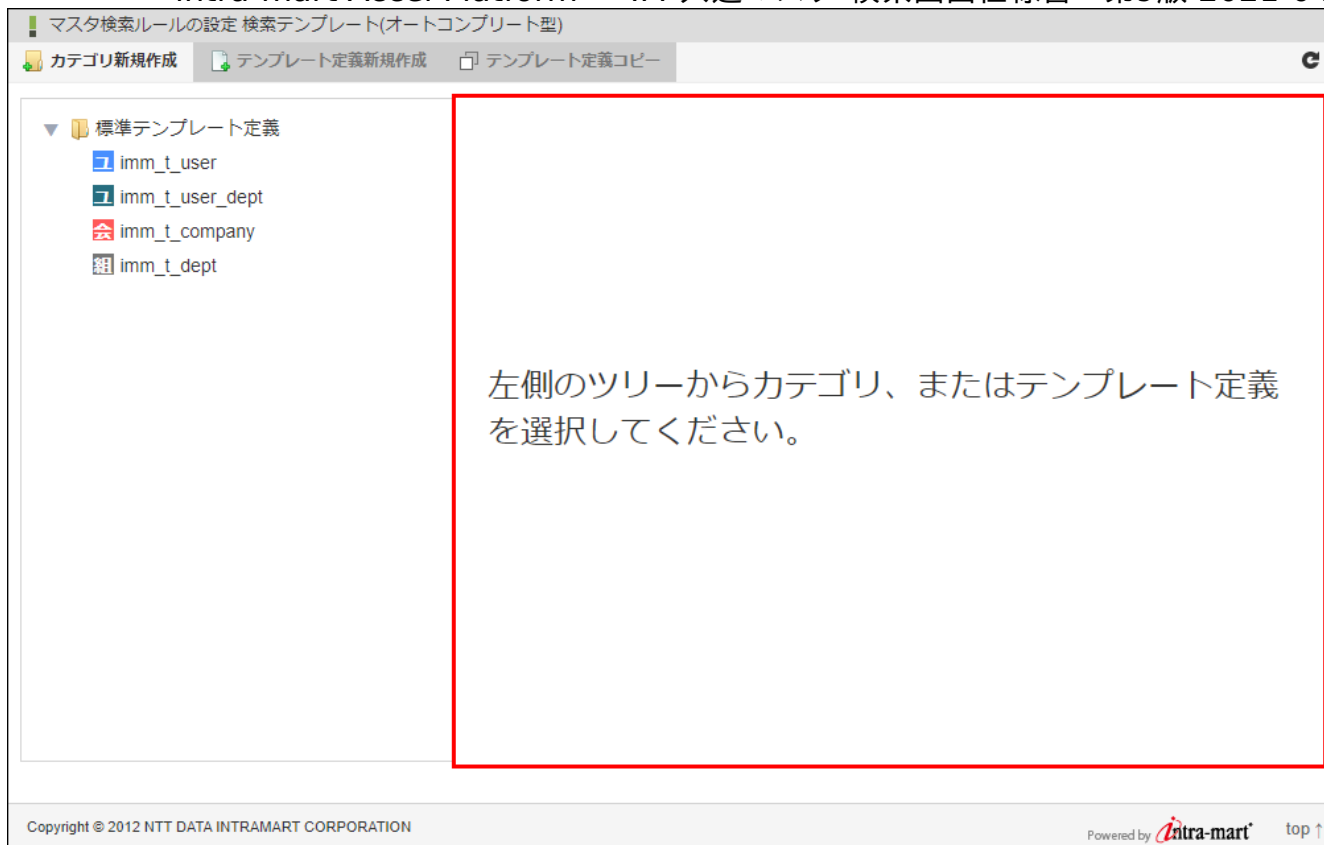 マスタ検索ルールの設定 検索テンプレート(オートコンプリート型)
カテゴリ新規作成 テンプレート定義新規作成 テンプレート定義コピー
標準テンプレート定義
ユ imm_t_user
ユ imm_t_user_dept
会 imm_t_company
組 imm_t_dept
左側のツリーからカテゴリ、またはテンプレート定義
を選択してください。
Copyright © 2012 NTT DATA INTRAMART CORPORATION
Powered by intra-mart top ↑